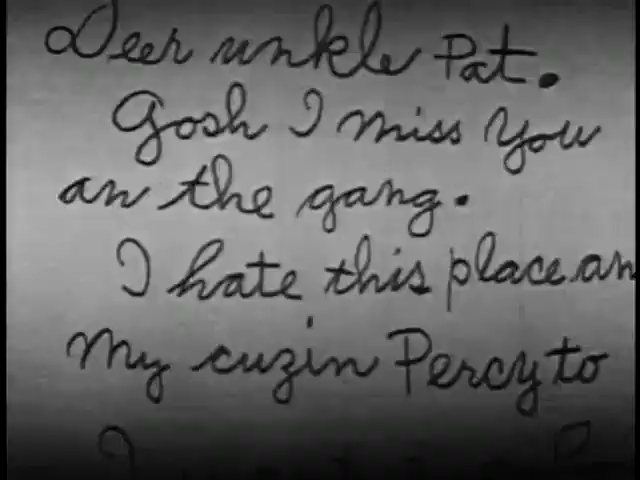 Deer unkle Pat.
Gosh I miss you
an the gang.
I hate this place an
my cuzin Percy to
I